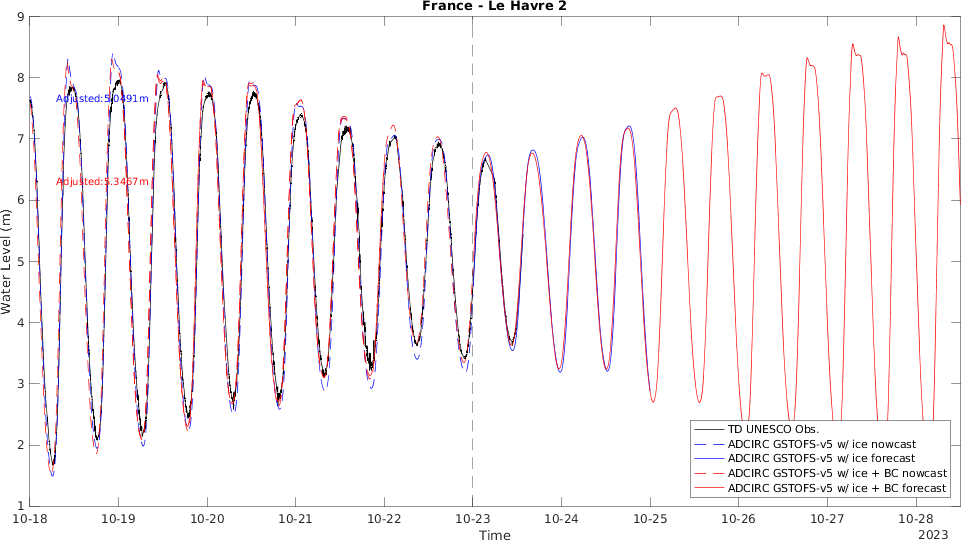 France - Le Havre 2
9
8
7
6
5
4
3
2
1
Water Level (m)
Adjusted:5.0491m
Adjusted:5.3467m
TD UNESCO Obs.
ADCIRC GSTOFS-v5 w/ ice nowcast
ADCIRC GSTOFS-v5 w/ ice forecast
ADCIRC GSTOFS-v5 w/ ice + BC nowcast
ADCIRC GSTOFS-v5 w/ ice + BC forecast
10-18 10-19 10-20 10-21 10-22 10-23 10-24 10-25 10-26 10-27 10-28
Time
2023